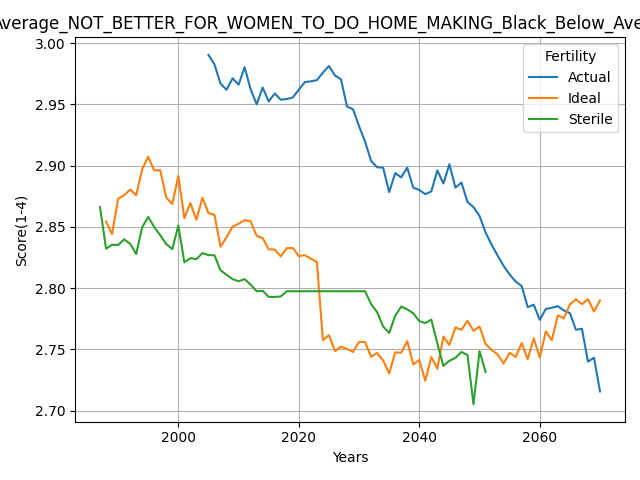 verage_NOT_BETTER_FOR_WOMEN_TO_DO_HOME_MAKING_Black_Below_Ave
Fertility
Actual
Ideal
Sterile
Score(1-4)
3.00
2.95
2.90
2.85
2.80
2.75
2.70
2000
2020
2040
2060
Years